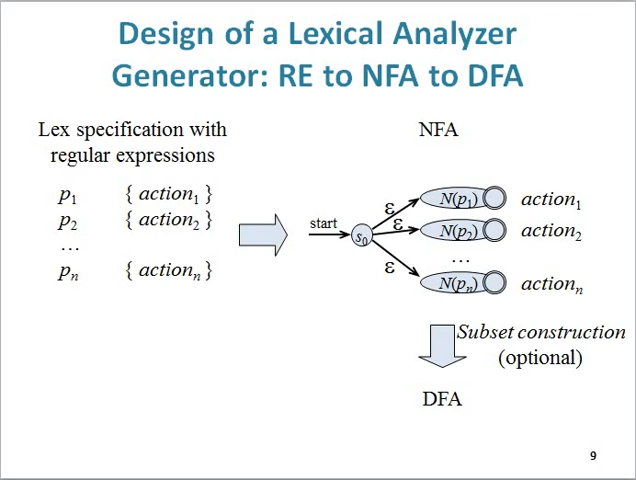 Design of a Lexical Analyzer
Generator: RE to NFA to DFA
Lex specification with
regular expressions
p₁ { action₁ }
p₂ { action₂ }
…
pₙ { actionₙ }
NFA
start
s₀
ε
ε
ε
N(p₁) action₁
N(p₂) action₂
…
N(pₙ) actionₙ
Subset construction
(optional)
DFA
9